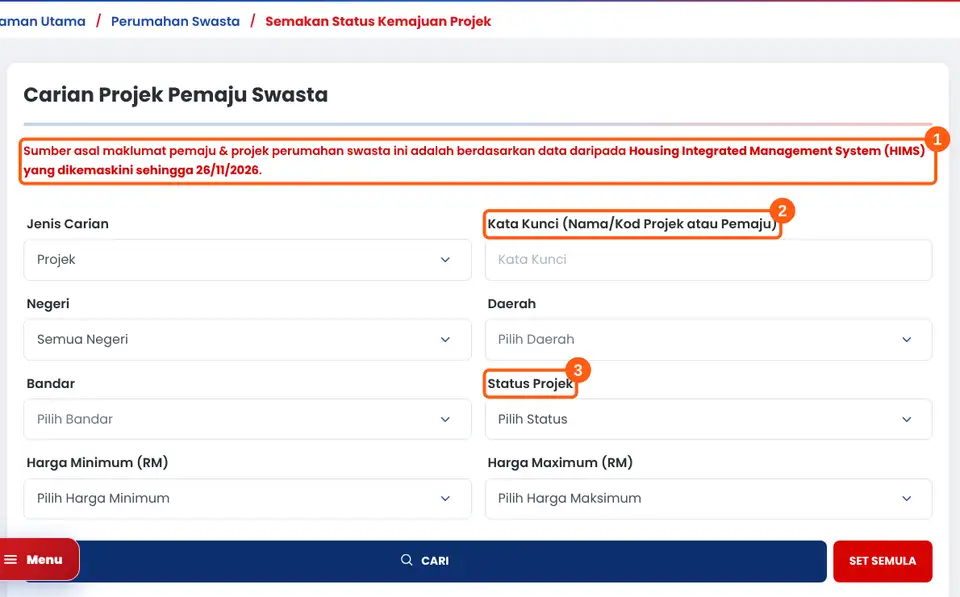 aman Utama / Perumahan Swasta / Semakan Status Kemajuan Projek
Carian Projek Pemaju Swasta
1
Sumber asal maklumat pemaju & projek perumahan swasta ini adalah berdasarkan data daripada Housing Integrated Management System (HIMS)
yang dikemaskini sehingga 26/11/2026.
2
Jenis Carian
Kata Kunci (Nama/Kod Projek atau Pemaju)
Projek
Kata Kunci
Negeri
Daerah
Semua Negeri
Pilih Daerah
3
Bandar
Status Projek
Pilih Bandar
Pilih Status
Harga Minimum (RM)
Harga Maximum (RM)
Pilih Harga Minimum
Pilih Harga Maksimum
Menu
CARI
SET SEMULA